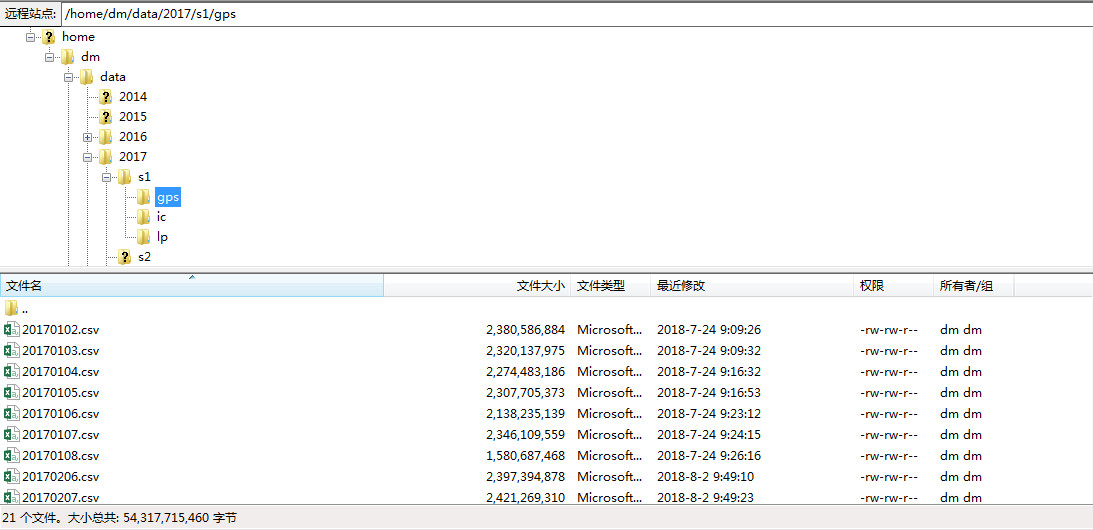 远程站点: /home/dm/data/2017/s1/gps
home
dm
data
2014
2015
2016
2017
s1
gps
ic
lp
s2
文件名 文件大小 文件类型 最近修改 权限 所有者/组
..
20170102.csv 2,380,586,884 Microsoft... 2018-7-24 9:09:26 -rw-rw-r-- dm dm
20170103.csv 2,320,137,975 Microsoft... 2018-7-24 9:09:32 -rw-rw-r-- dm dm
20170104.csv 2,274,483,186 Microsoft... 2018-7-24 9:16:32 -rw-rw-r-- dm dm
20170105.csv 2,307,705,373 Microsoft... 2018-7-24 9:16:53 -rw-rw-r-- dm dm
20170106.csv 2,138,235,139 Microsoft... 2018-7-24 9:23:12 -rw-rw-r-- dm dm
20170107.csv 2,346,109,559 Microsoft... 2018-7-24 9:24:15 -rw-rw-r-- dm dm
20170108.csv 1,580,687,468 Microsoft... 2018-7-24 9:26:16 -rw-rw-r-- dm dm
20170206.csv 2,397,394,878 Microsoft... 2018-8-2 9:49:10 -rw-rw-r-- dm dm
20170207.csv 2,421,269,310 Microsoft... 2018-8-2 9:49:23 -rw-rw-r-- dm dm
21 个文件。大小总共: 54,317,715,460 字节